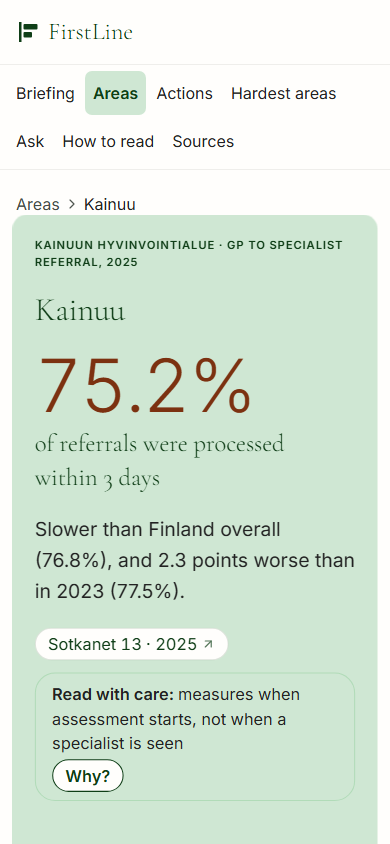 FirstLine
Briefing Areas Actions Hardest areas
Ask How to read Sources
Areas > Kainuu
KAINUUN HYVINVOINTIALUE · GP TO SPECIALIST
REFERRAL, 2025
Kainuu
75.2%
of referrals were processed
within 3 days
Slower than Finland overall
(76.8%), and 2.3 points worse than
in 2023 (77.5%).
Sotkanet 13 · 2025 ↗
Read with care: measures when
assessment starts, not when a
specialist is seen
Why?